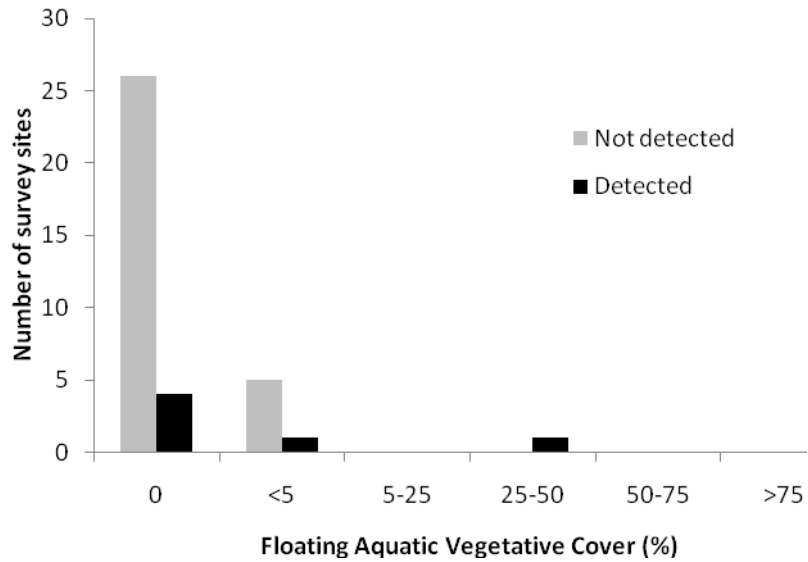 30
25
20
15
10
5
0
Number of survey sites
Not detected
Detected
0 <5 5-25 25-50 50-75 >75
Floating Aquatic Vegetative Cover (%)